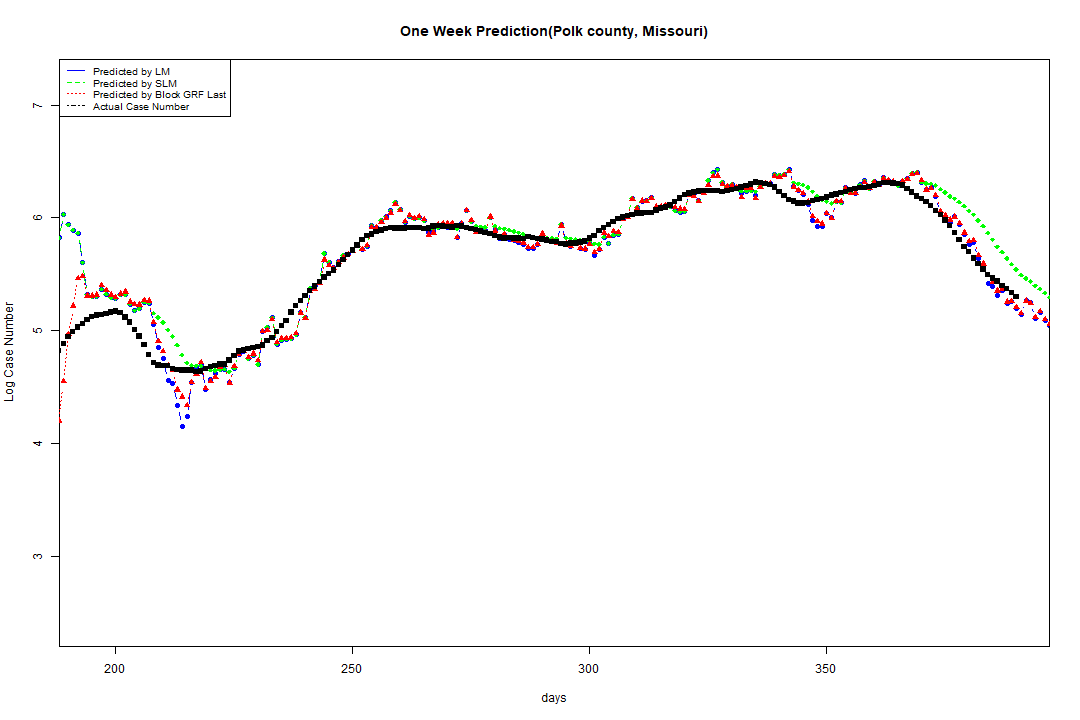 One Week Prediction(Polk county, Missouri)
Predicted by LM
Predicted by SLM
Predicted by Block GRF Last
Actual Case Number
Log Case Number
7
6
5
4
3
200 250 300 350
days